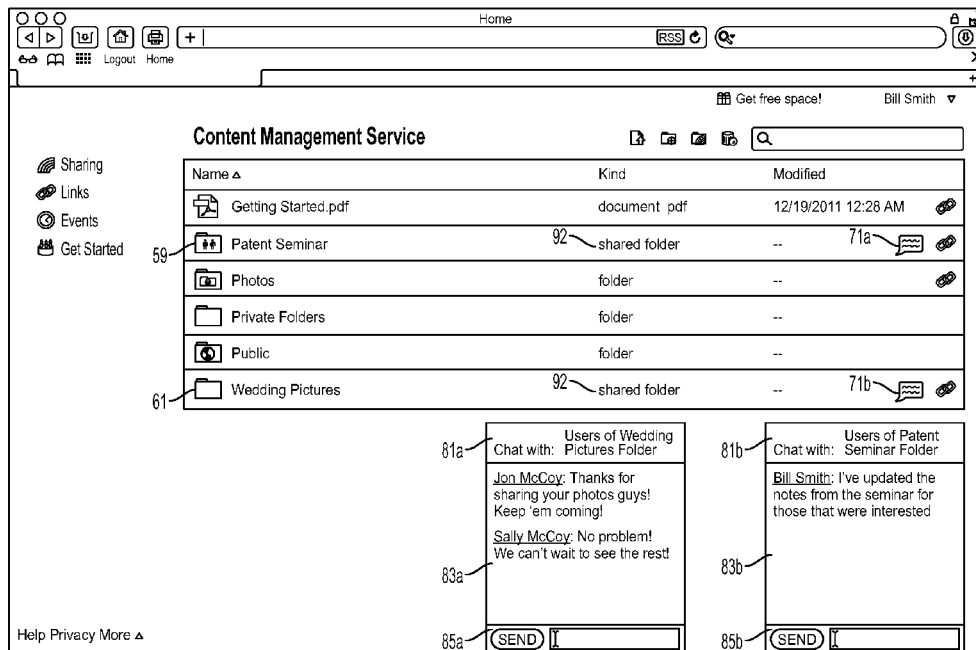 Home
+
RSS
Logout Home
+
Get free space! Bill Smith
Content Management Service
Sharing
Links
Events
Get Started
Name Kind Modified
Getting Started.pdf document pdf 12/19/2011 12:28 AM
59 Patent Seminar 92 shared folder -- 71a
Photos folder --
Private Folders folder --
Public folder --
61 Wedding Pictures 92 shared folder -- 71b
81a Chat with: Users of Wedding
Pictures Folder
Jon McCoy: Thanks for
sharing your photos guys!
Keep 'em coming!
Sally McCoy: No problem!
We can't wait to see the rest!
83a
85a SEND
81b Chat with: Users of Patent
Seminar Folder
Bill Smith: I've updated the
notes from the seminar for
those that were interested
83b
85b SEND
Help Privacy More